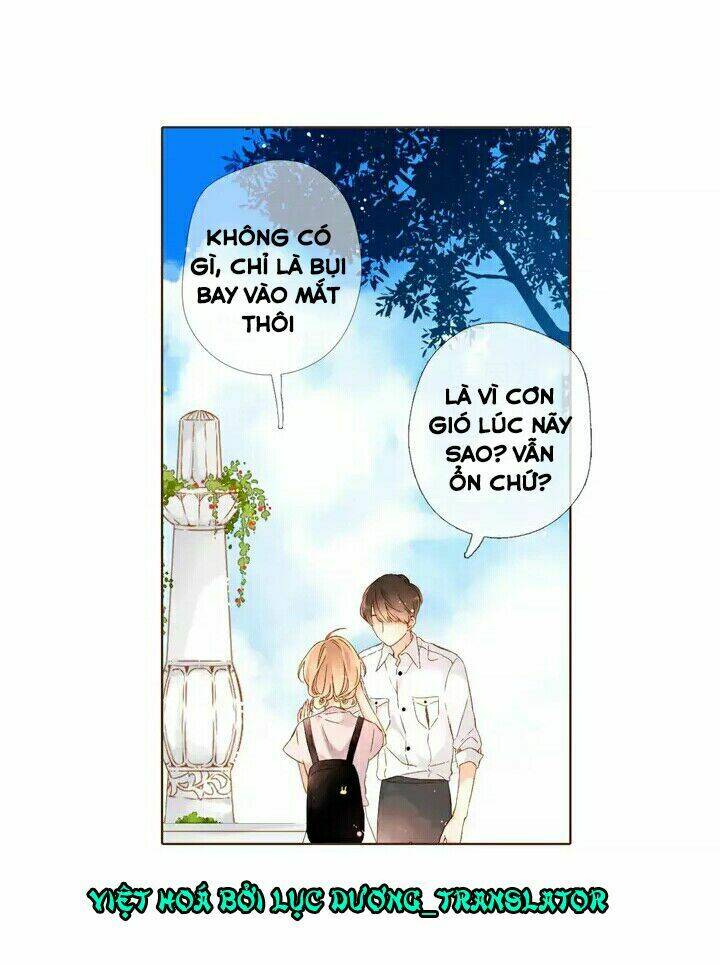 KHÔNG CÓ
GÌ, CHỈ LÀ BỤI
BAY VÀO MẮT
THÔI
LÀ VÌ CƠN
GIÓ LÚC NÃY
SAO? VẪN
ỔN CHỨ?
VIỆT HOÁ BỞI LỤC DƯƠNG_TRANSLATOR